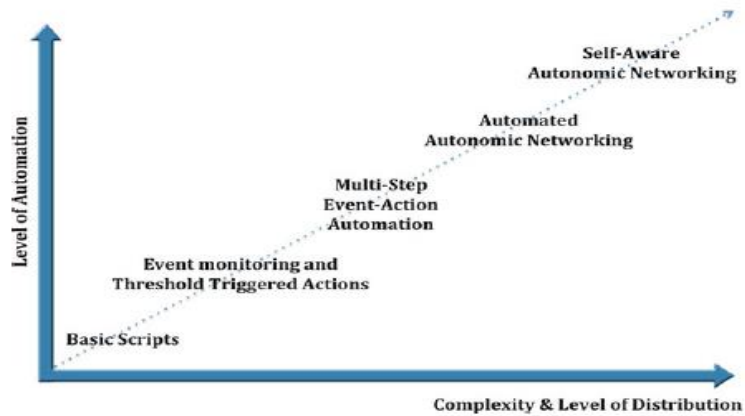 Self-Aware
Autonomic Networking
Automated
Autonomic Networking
Multi-Step
Event-Action
Automation
Event monitoring and
Threshold Triggered Actions
Basic Scripts
Level of Automation
Complexity & Level of Distribution